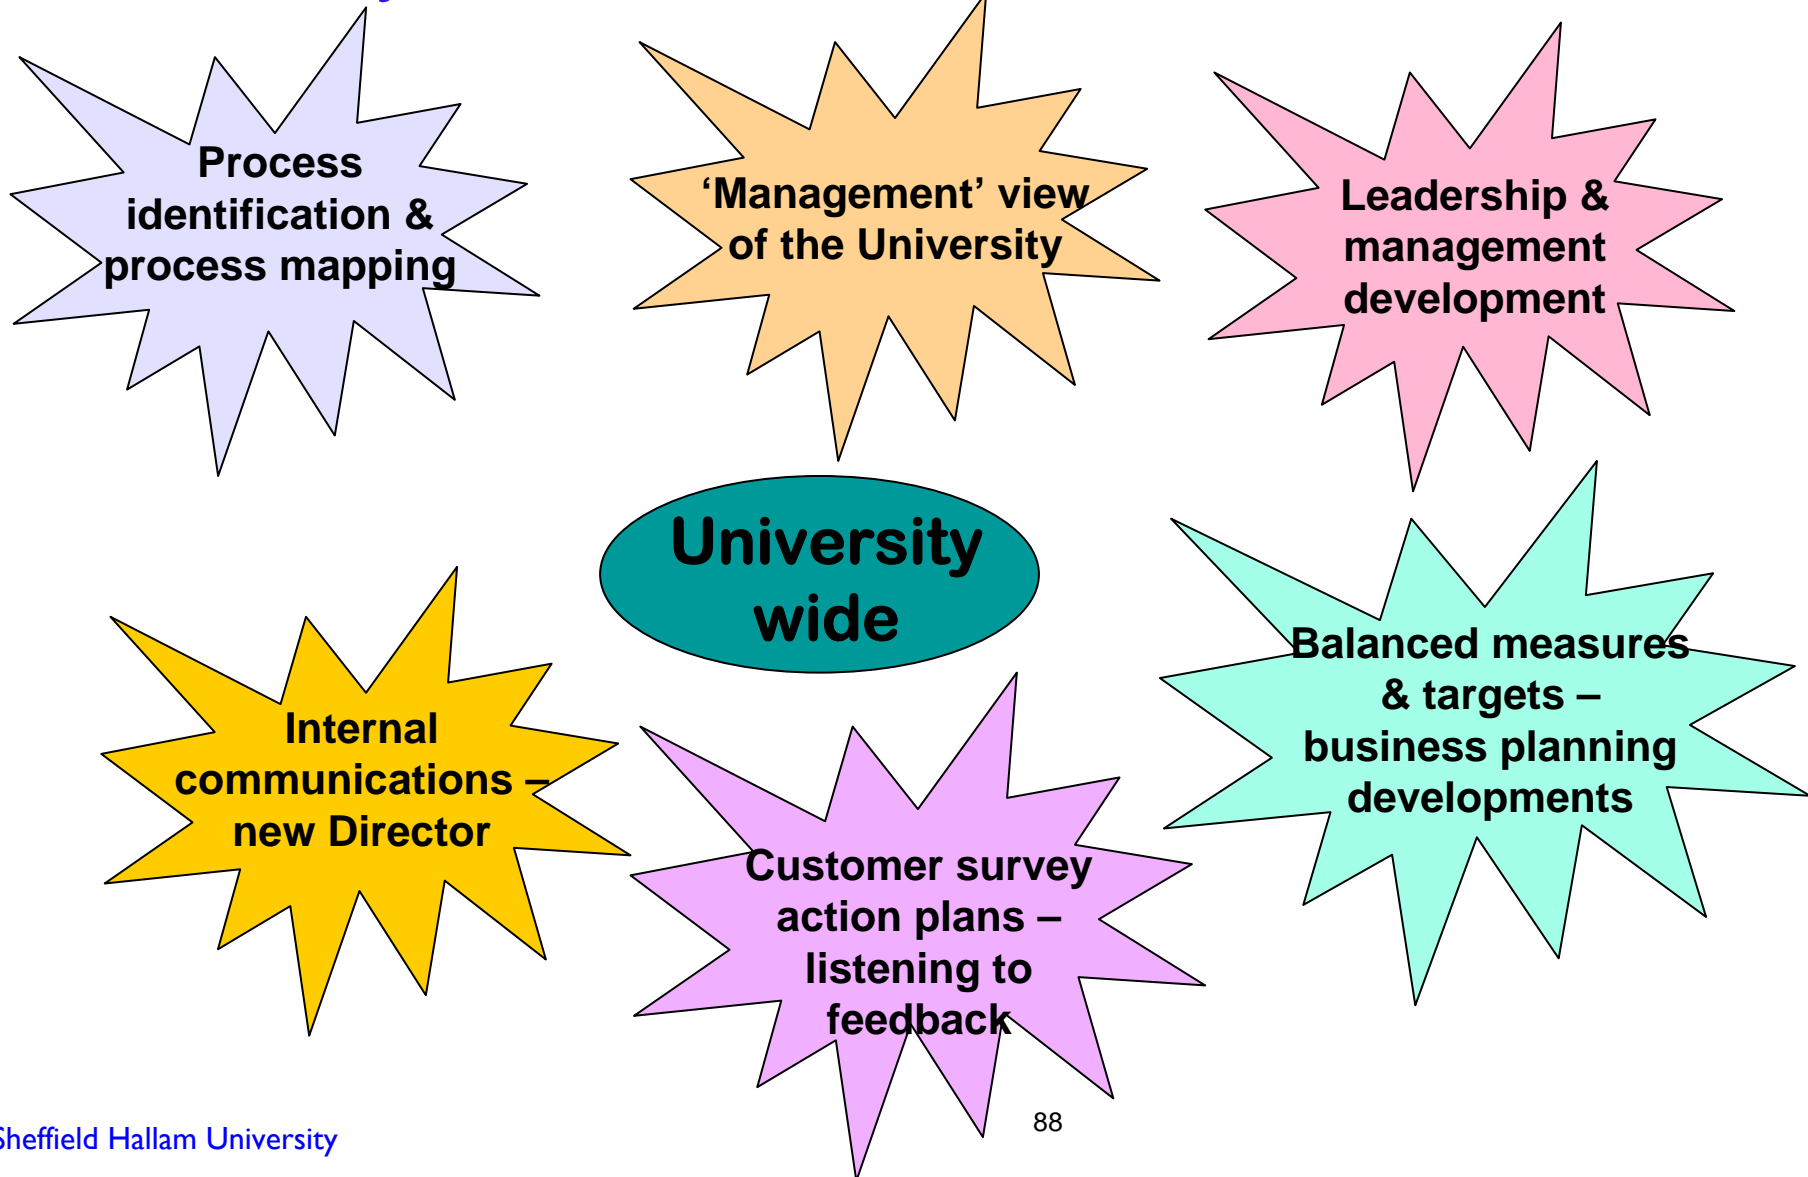 Process
identification &
process mapping
‘Management’ view
of the University
Leadership &
management
development
University
wide
Internal
communications –
new Director
Customer survey
action plans –
listening to
feedback
Balanced measures
& targets –
business planning
developments
Sheffield Hallam University
88